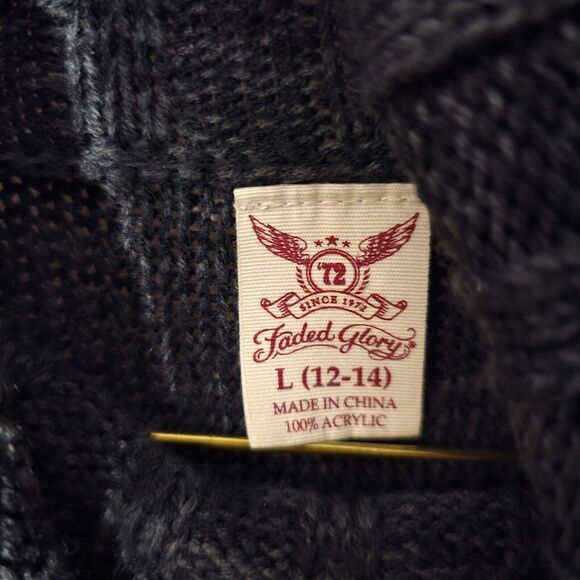 '72
SINCE 1972
Faded Glory®
L (12-14)
MADE IN CHINA
100% ACRYLIC